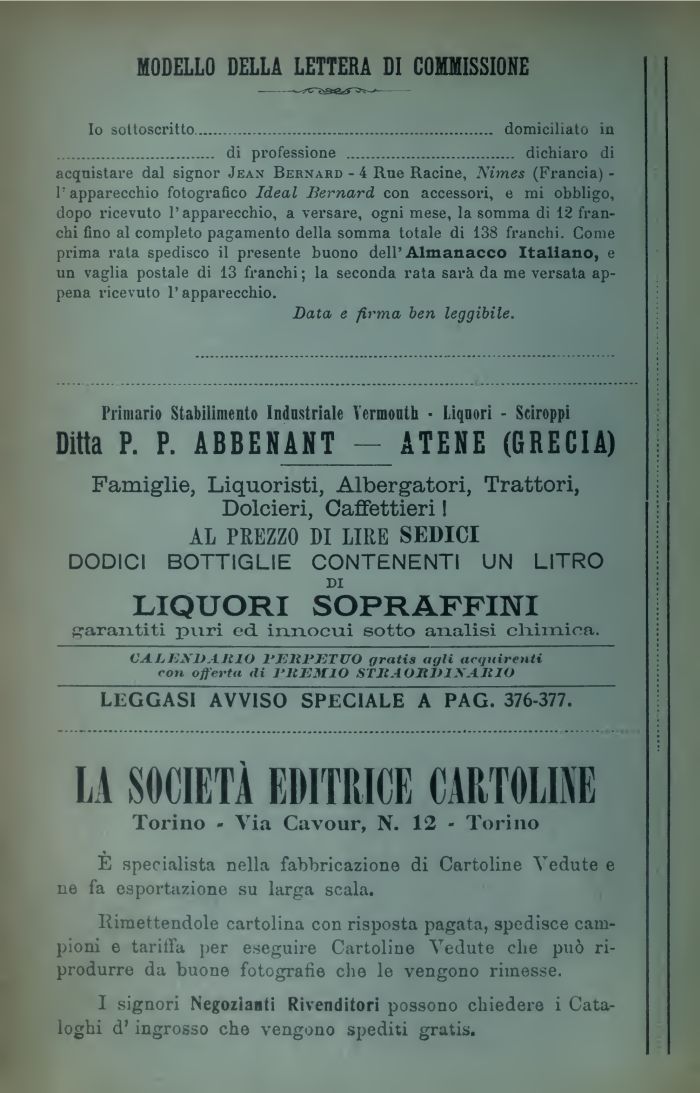 MODELLO DELLA LETTERA DI COMMISSIONE
Io sottoscritto........................................................ domiciliato in
.............................. di professione ................................ dichiaro di
acquistare dal signor JEAN BERNARD - 4 Rue Racine, Nimes (Francia) -
l'apparecchio fotografico Ideal Bernard con accessori, e mi obbligo,
dopo ricevuto l'apparecchio, a versare, ogni mese, la somma di 12 fran-
chi fino al completo pagamento della somma totale di 138 franchi. Come
prima rata spedisco il presente buono dell'Almanacco Italiano, e
un vaglia postale di 13 franchi; la seconda rata sarà da me versata ap-
pena ricevuto l'apparecchio.
Data e firma ben leggibile.
Primario Stabilimento Industriale Vermouth - Liquori - Sciroppi
Ditta P. P. ABBENANT — ATENE (GRECIA)
Famiglie, Liquoristi, Albergatori, Trattori,
Dolcieri, Caffettieri!
AL PREZZO DI LIRE SEDICI
DODICI BOTTIGLIE CONTENENTI UN LITRO
DI
LIQUORI SOPRAFFINI
garantiti puri ed innocui sotto analisi chimica.
CALENDARIO PERPETUO gratis agli acquirenti
con offerta di PREMIO STRAORDINARIO
LEGGASI AVVISO SPECIALE A PAG. 376-377.
LA SOCIETÀ EDITRICE CARTOLINE
Torino - Via Cavour, N. 12 - Torino
È specialista nella fabbricazione di Cartoline Vedute e
ne fa esportazione su larga scala.
Rimettendole cartolina con risposta pagata, spedisce cam-
pioni e tariffa per eseguire Cartoline Vedute che può ri-
produrre da buone fotografie che le vengono rimesse.
I signori Negozianti Rivenditori possono chiedere i Cata-
loghi d'ingrosso che vengono spediti gratis.